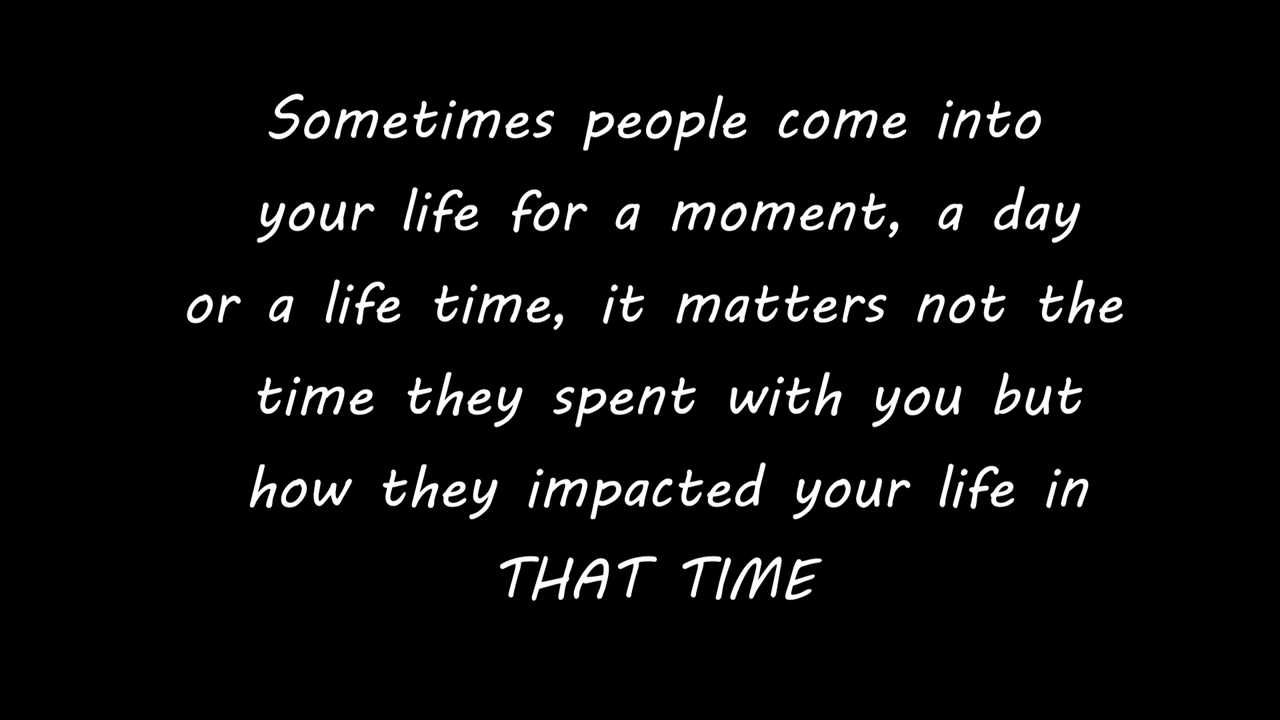 Sometimes people come into
your life for a moment, a day
or a life time, it matters not the
time they spent with you but
how they impacted your life in
THAT TIME